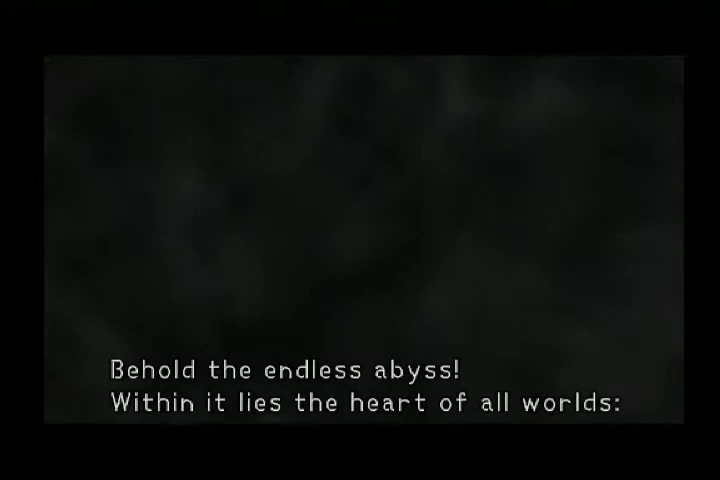 Behold the endless abyss!
Within it lies the heart of all worlds: